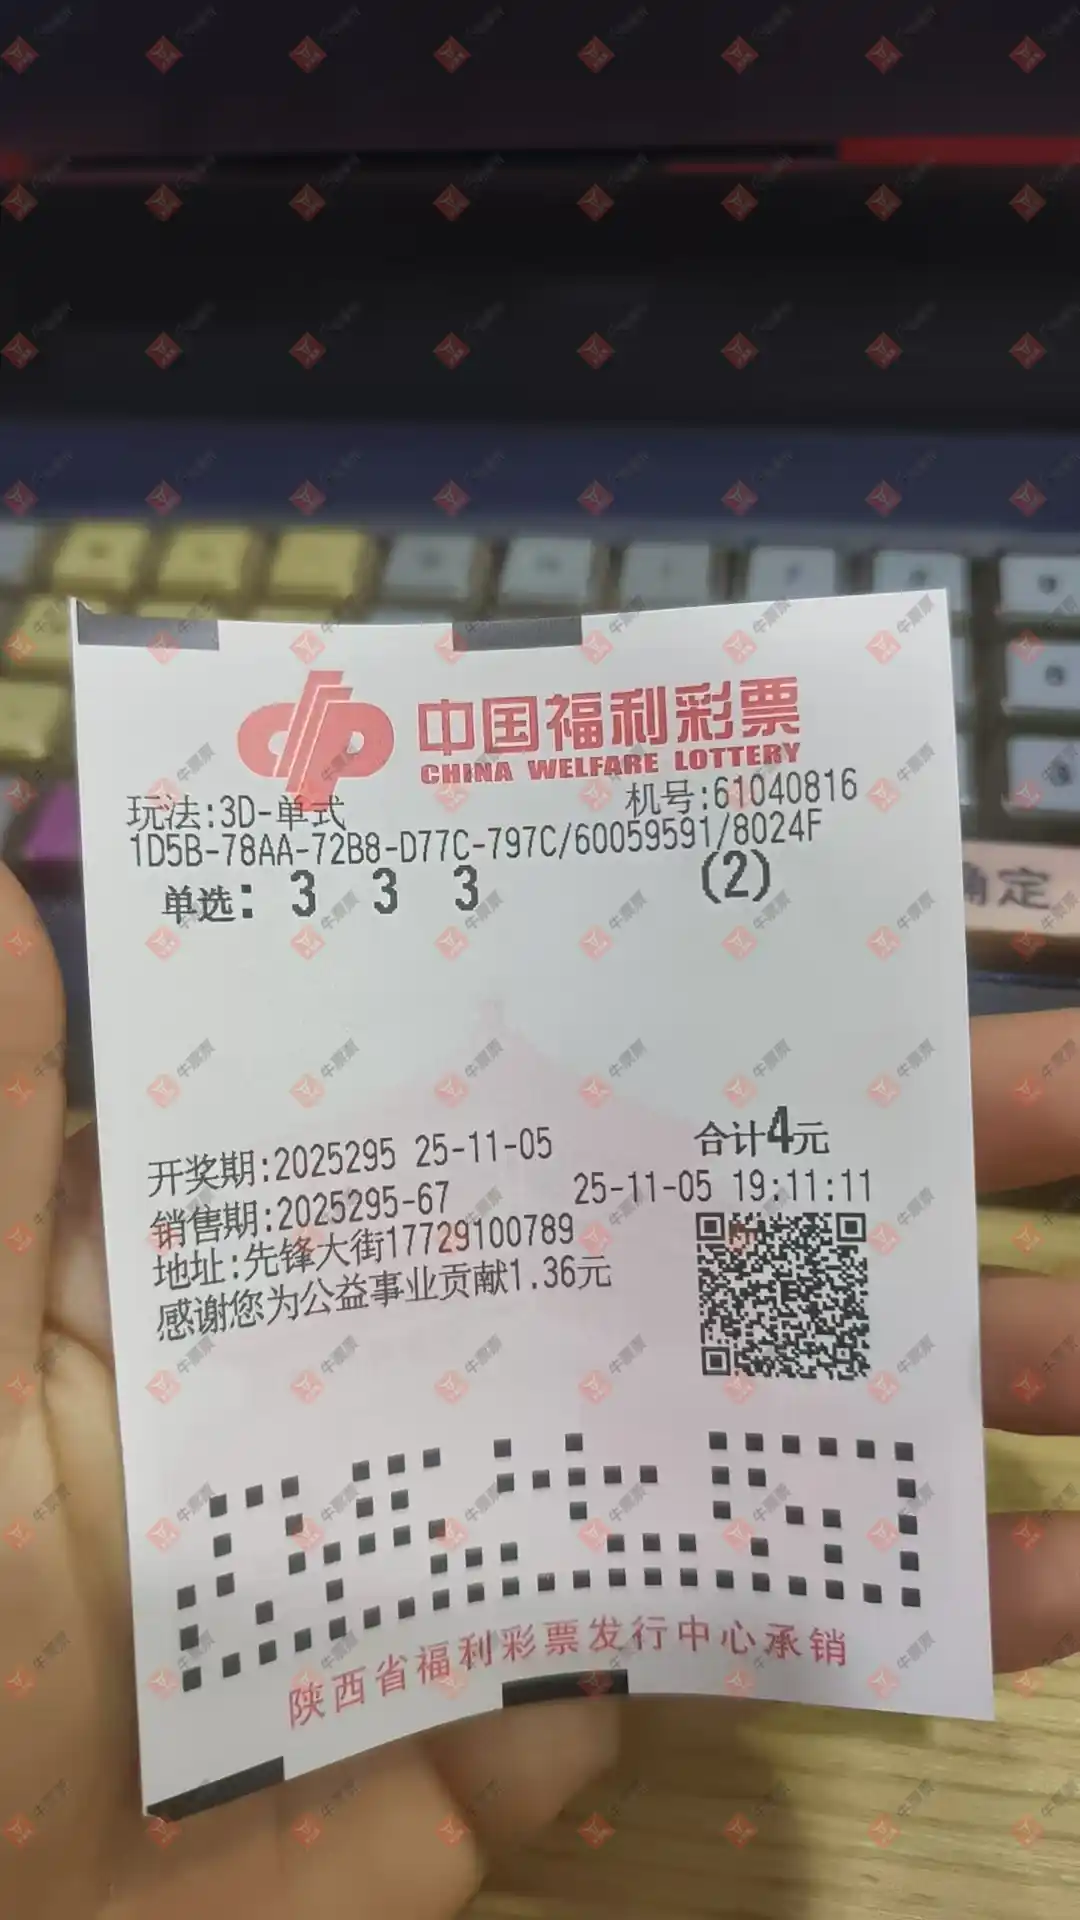 中国福利彩票
CHINA WELFARE LOTTERY
玩法:3D-单式 机号:61040816
1D5B-78AA-72B8-D77C-797C/60059591/8024F
单选: 3 3 3 (2)
确定
合计4元
开奖期:2025295 25-11-05
销售期:2025295-67 25-11-05 19:11:11
地址:先锋大街17729100789
感谢您为公益事业贡献1.36元
陕西省福利彩票发行中心承销
牛票票